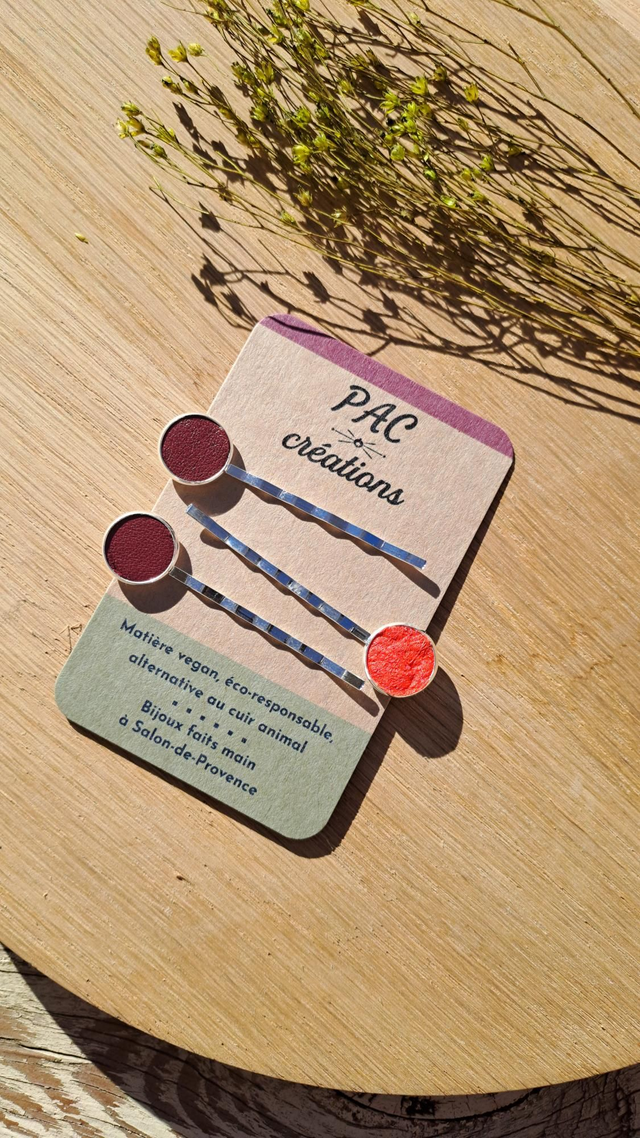 PAC
créations
Matière vegan, éco-responsable,
alternative au cuir animal
Bijoux faits main
à Salon-de-Provence